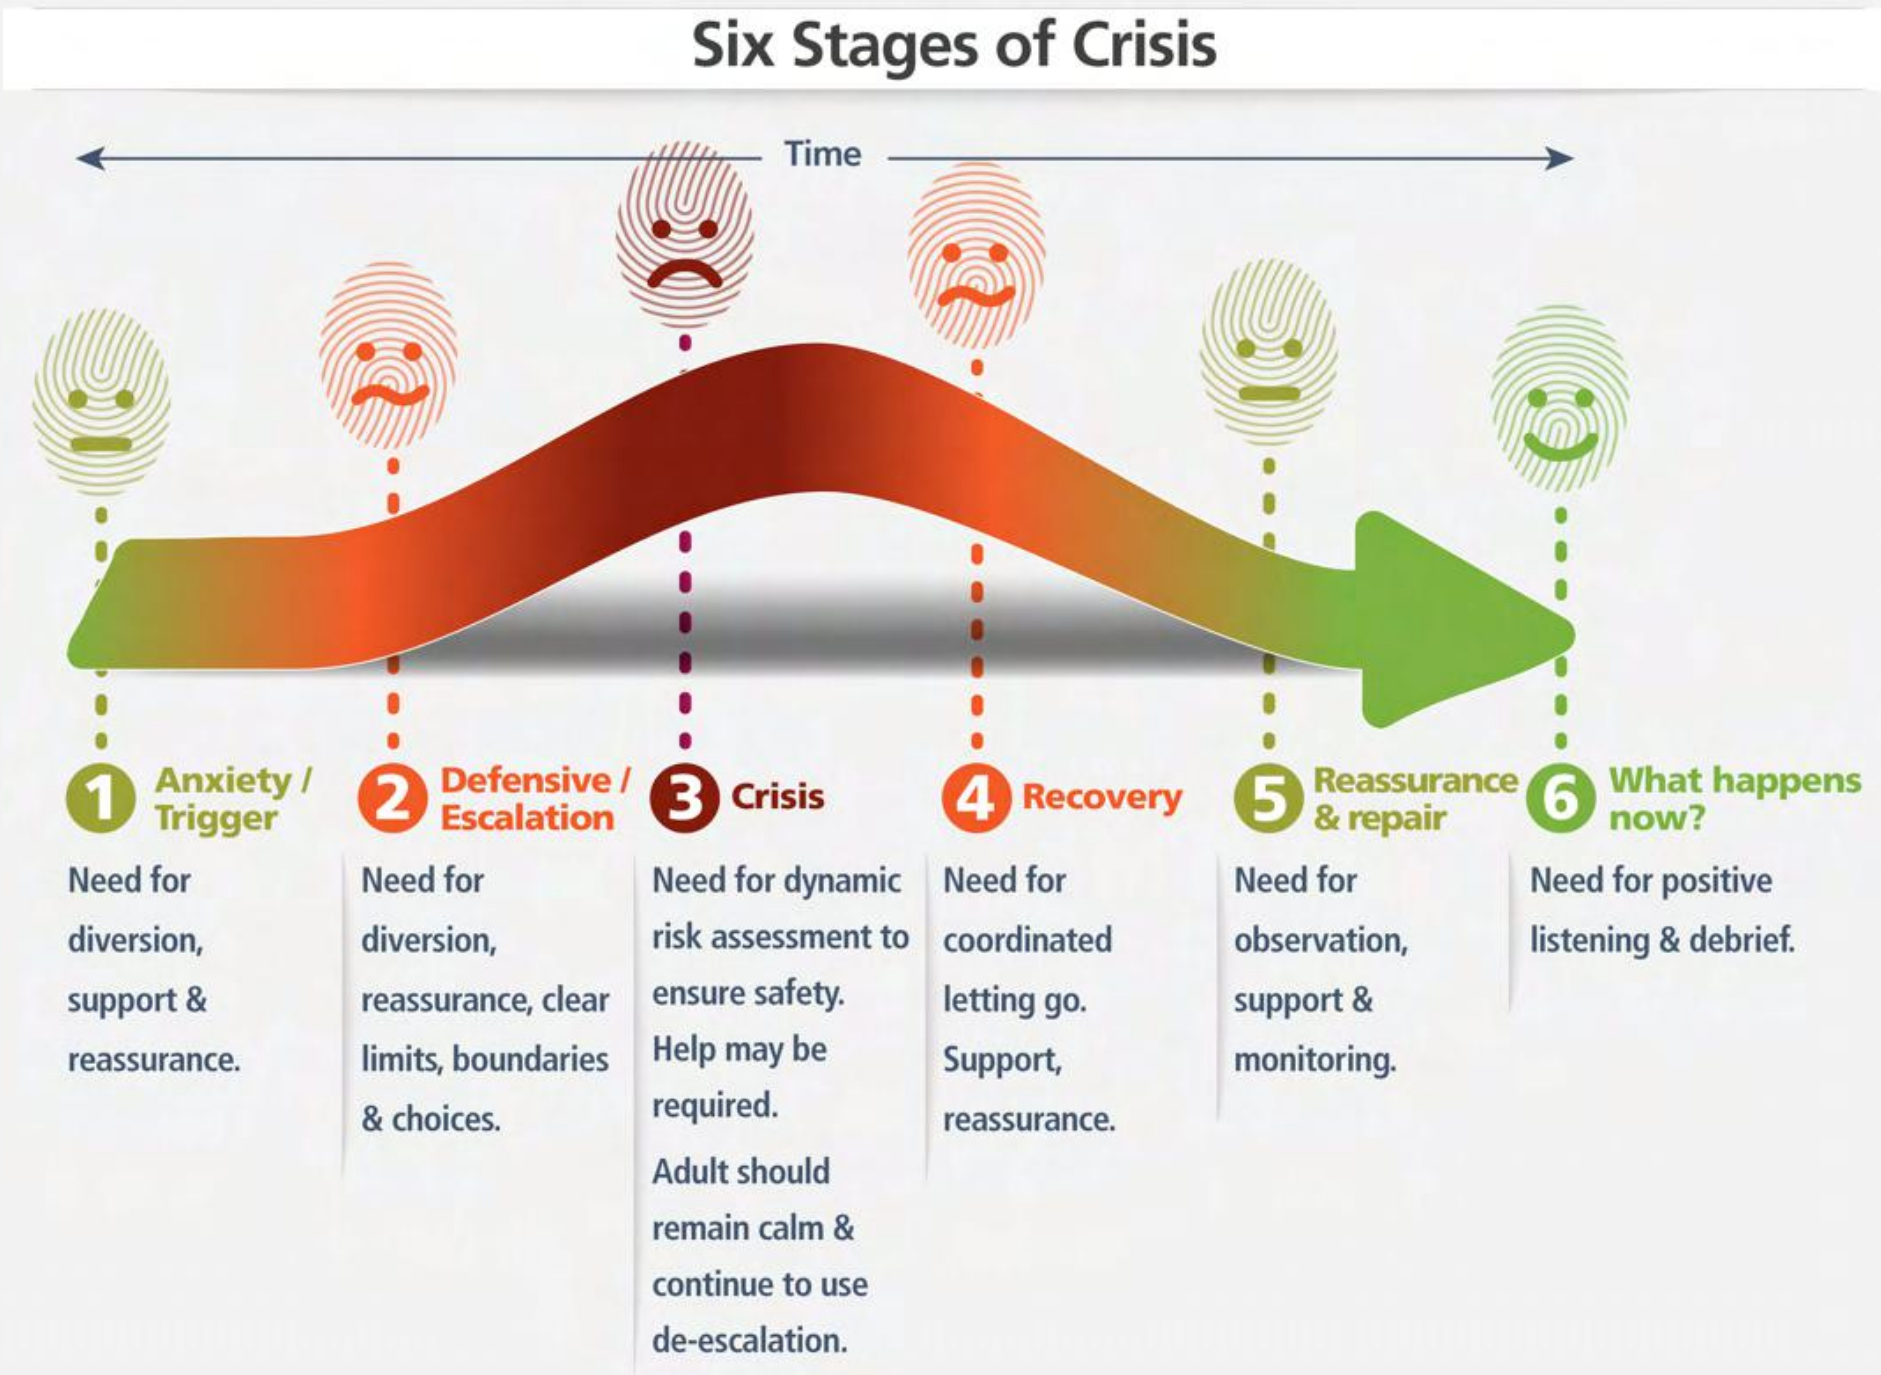 Six Stages of Crisis
Time
1
Anxiety /
Trigger
Need for
diversion,
support &
reassurance.
2
Defensive /
Escalation
Need for
diversion,
reassurance, clear
limits, boundaries
& choices.
3
Crisis
Need for dynamic
risk assessment to
ensure safety.
Help may be
required.
Adult should
remain calm &
continue to use
de-escalation.
4
Recovery
Need for
coordinated
letting go.
Support,
reassurance.
5
Reassurance
& repair
Need for
observation,
support &
monitoring.
6
What happens
now?
Need for positive
listening & debrief.